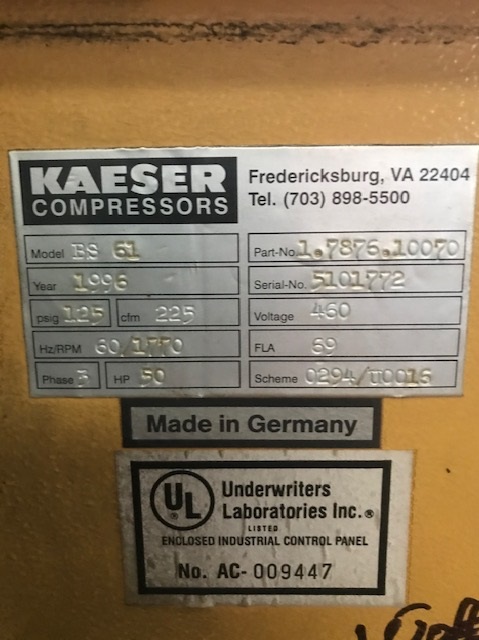 KAESER
COMPRESSORS
Fredericksburg, VA 22404
Tel. (703) 898-5500
Model BS 61
Part-No. 1.7876.10070
Year 1996
Serial-No. 5101772
psig 125 cfm 225
Voltage 460
Hz/RPM 60/1770
FLA 69
Phase 3 HP 50
Scheme 0294/U0016
Made in Germany
UL
®
Underwriters
Laboratories Inc.®
LISTED
ENCLOSED INDUSTRIAL CONTROL PANEL
No. AC-009447